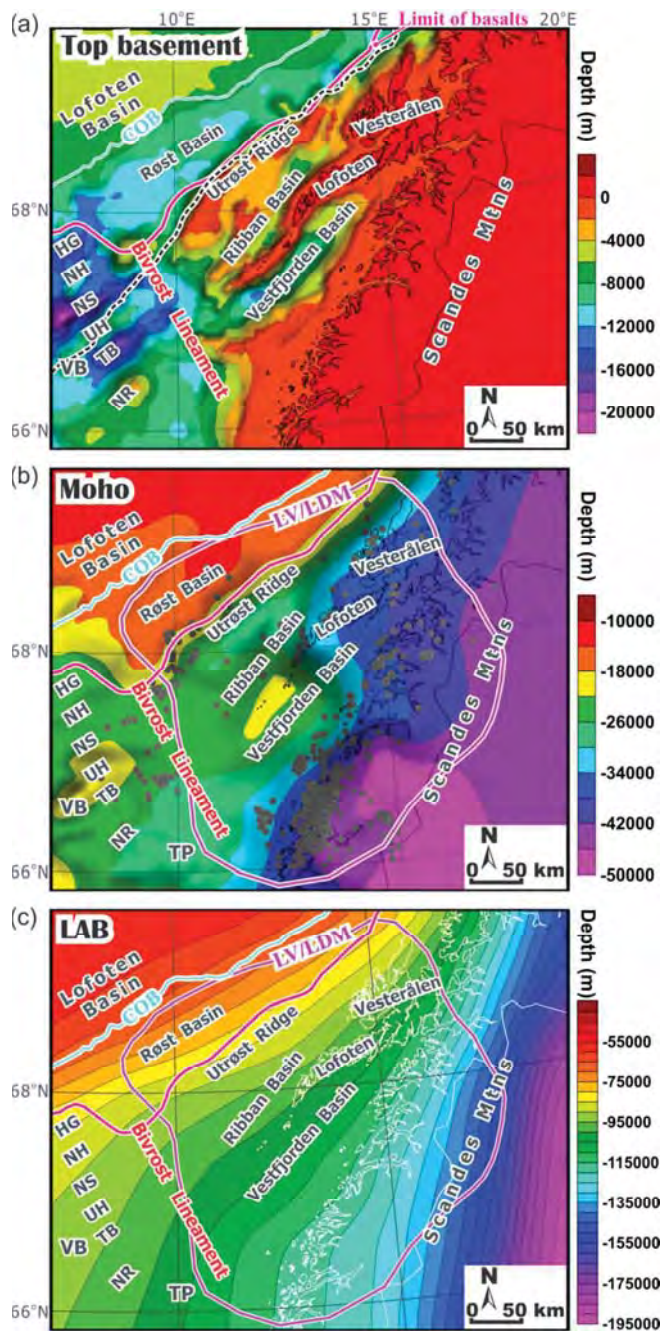 10°E 15°E 20°E
Limit of basalts
(a)
Top basement
Depth (m)
Lofoten
Basin
COB
Røst Basin
Utrøst Ridge
Vesterålen
Lofoten
Ribban Basin
Vestfjorden Basin
Scandes Mtns
68°N
HG
NH
NS
UH
VB
TB
NR
Bivrost Lineament
66°N
N
0 50 km
0
-4000
-8000
-12000
-16000
-20000
(b)
Moho
Depth (m)
LV/LDM
Lofoten
Basin
COB
Røst Basin
Utrøst Ridge
Vesterålen
Lofoten
Ribban Basin
Vestfjorden Basin
Scandes Mtns
68°N
HG
NH
NS
UH
VB
TB
NR
TP
Bivrost Lineament
66°N
N
0 50 km
-10000
-18000
-26000
-34000
-42000
-50000
(c)
LAB
Depth (m)
LV/LDM
Lofoten
Basin
COB
Røst Basin
Utrøst Ridge
Vesterålen
Lofoten
Ribban Basin
Vestfjorden Basin
Scandes Mtns
68°N
HG
NH
NS
UH
VB
TB
NR
TP
Bivrost Lineament
66°N
N
0 50 km
-55000
-75000
-95000
-115000
-135000
-155000
-175000
-195000